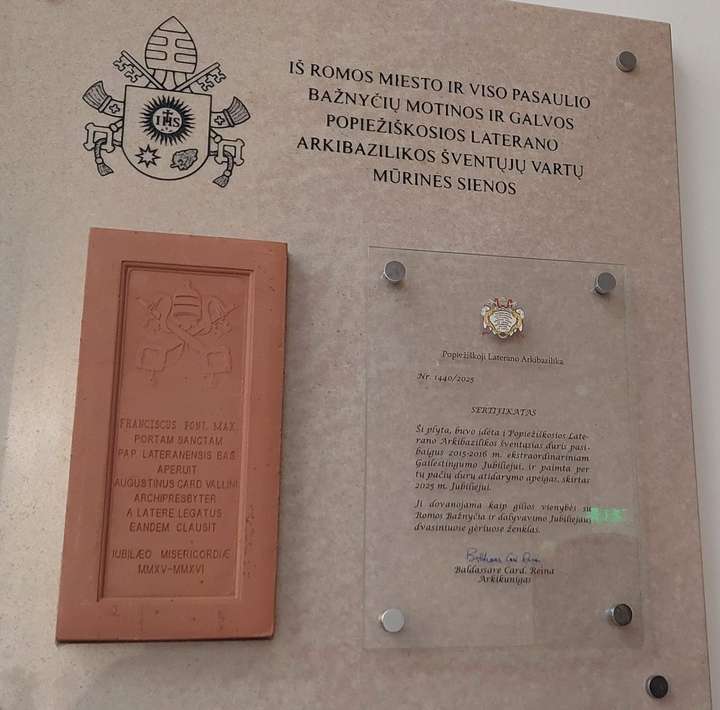 IHS
IŠ ROMOS MIESTO IR VISO PASAULIO
BAŽNYČIŲ MOTINOS IR GALVOS
POPIEŽIŠKOSIOS LATERANO
ARKIBAZILIKOS ŠVENTŲJŲ VARTŲ
MŪRINĖS SIENOS
FRANCISCUS PONT. MAX.
PORTAM SANCTAM
PAP. LATERANENSIS BAS.
APERUIT
AUGUSTINUS CARD VALLINI
ARCHIPRESBYTER
A LATERE LEGATUS
EANDEM CLAUSIT
IUBILÆO MISERICORDIÆ
MMXV-MMXVI
Popiežiškoji Laterano Arkibazilika
Nr. 1440/2025
SERTIFIKATAS
Ši plyta, buvo įdėta į Popiežiškosios Late-
rano Arkibazilikos šventąsias duris pasi-
baigus 2015-2016 m. ekstraordinariniam
Gailestingumo Jubiliejui, ir paimta per
tų pačių durų atidarymo apeigas, skirtas
2025 m. Jubiliejui.
Ji dovanojama kaip gilios vienybės su
Romos Bažnyčia ir dalyvavimo Jubiliejaus
dvasiniuose gėriuose ženklas.
Baldassare Card. Reina
Arkikunigas